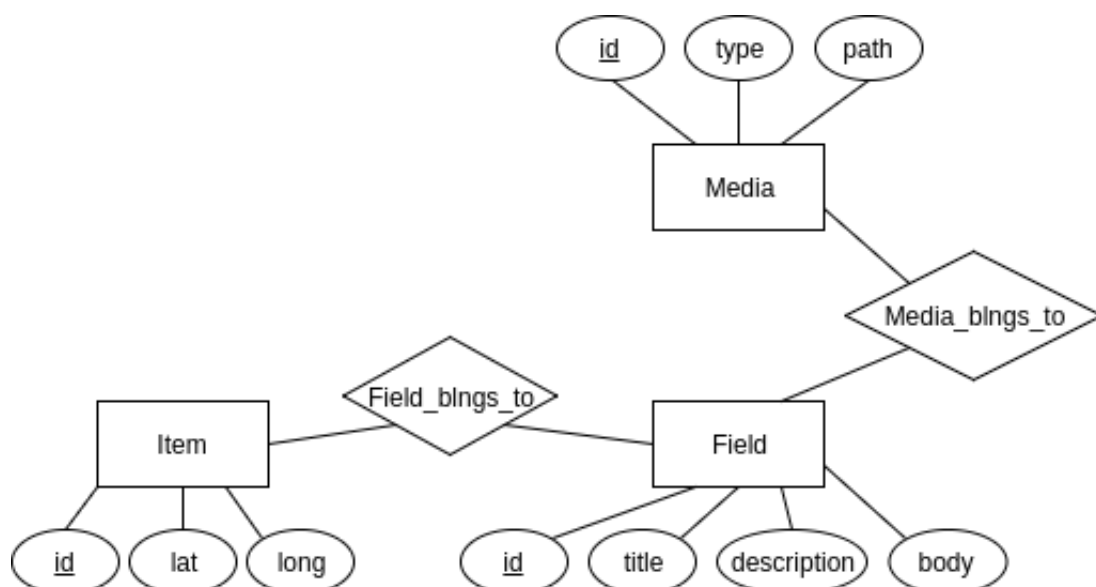 id
type
path
Media
Media_blngs_to
Field_blngs_to
Item
Field
id
lat
long
id
title
description
body